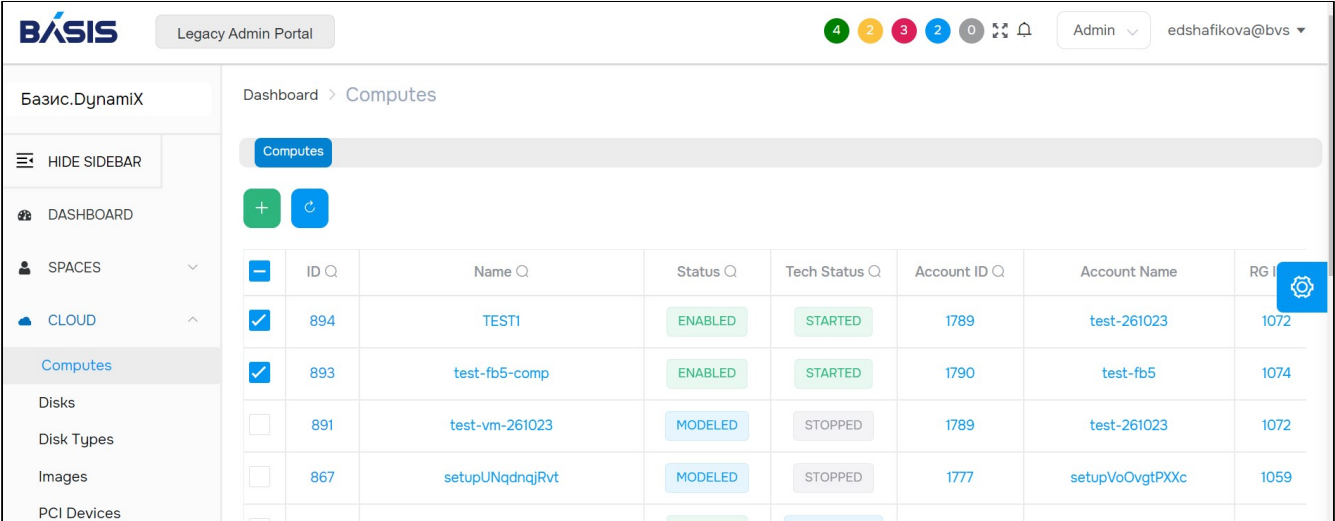 BΛSIS
Legacy Admin Portal
4 2 3 2 0
Admin
edshafikova@bvs
Базис.DynamiX
Dashboard > Computes
HIDE SIDEBAR
Computes
DASHBOARD
SPACES
CLOUD
Computes
Disks
Disk Types
Images
PCI Devices
ID Name Status Tech Status Account ID Account Name RG
894 TEST1 ENABLED STARTED 1789 test-261023 1072
893 test-fb5-comp ENABLED STARTED 1790 test-fb5 1074
891 test-vm-261023 MODELED STOPPED 1789 test-261023 1072
867 setupUNqdnqjRvt MODELED STOPPED 1777 setupVoOvgtPXXc 1059